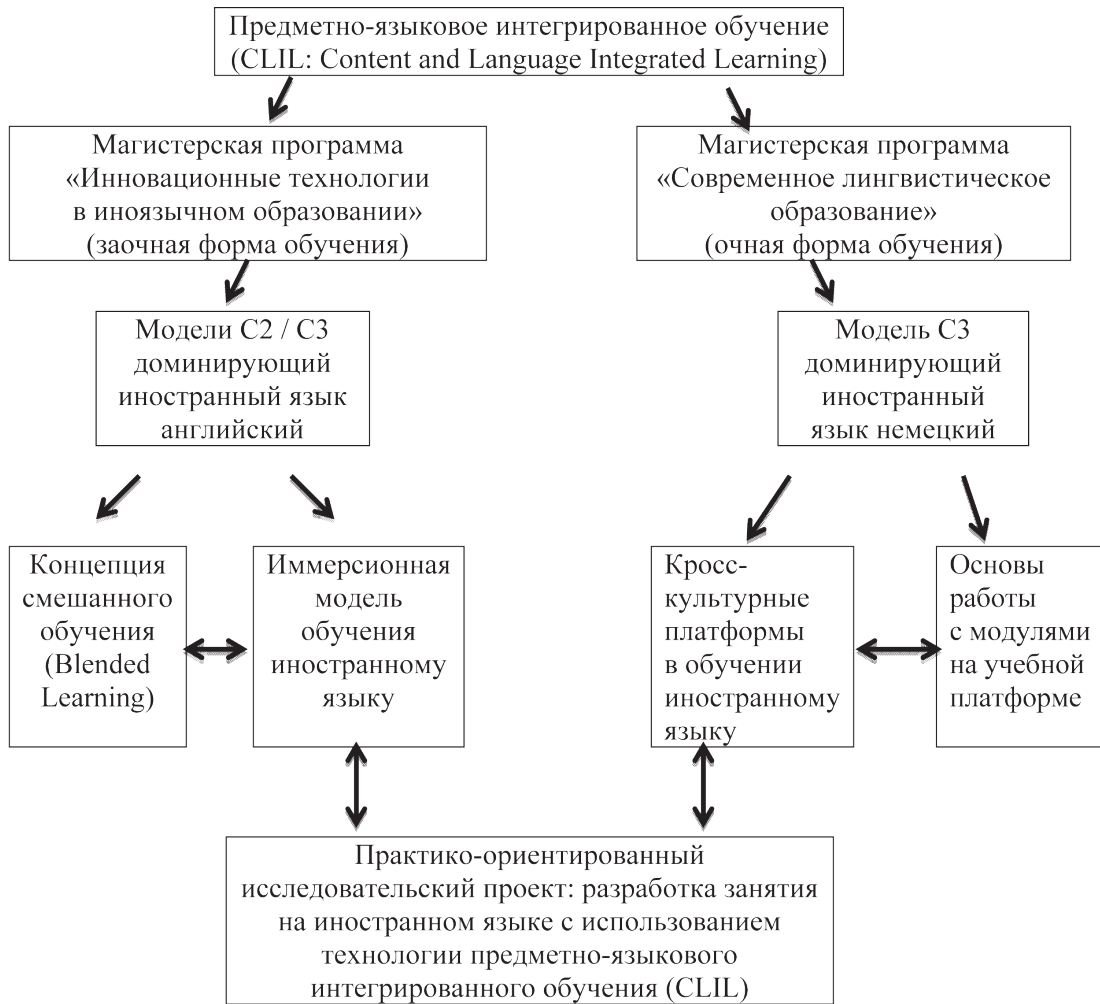 Предметно-языковое интегрированное обучение
(CLIL: Content and Language Integrated Learning)
Магистерская программа
«Инновационные технологии
в иноязычном образовании»
(заочная форма обучения)
Магистерская программа
«Современное лингвистическое
образование»
(очная форма обучения)
Модели С2 / С3
доминирующий
иностранный язык
английский
Модель С3
доминирующий
иностранный
язык немецкий
Концепция
смешанного
обучения
(Blended
Learning)
Иммерсионная
модель
обучения
иностранному
языку
Кросс-
культурные
платформы
в обучении
иностранному
языку
Основы
работы
с модулями
на учебной
платформе
Практико-ориентированный
исследовательский проект: разработка занятия
на иностранном языке с использованием
технологии предметно-языкового
интегрированного обучения (CLIL)